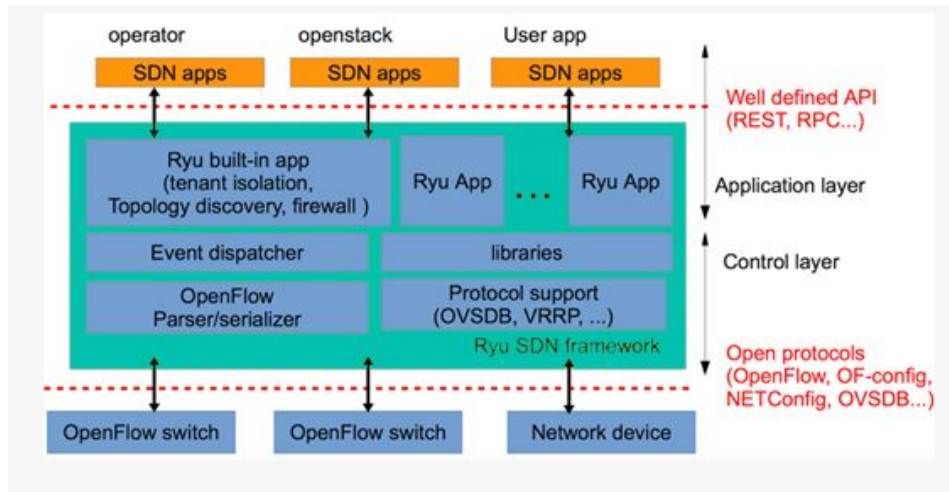 operator
openstack
User app
SDN apps
SDN apps
SDN apps
Well defined API
(REST, RPC...)
Ryu built-in app
(tenant isolation,
Topology discovery, firewall )
Ryu App
...
Ryu App
Application layer
Event dispatcher
libraries
Control layer
OpenFlow
Parser/serializer
Protocol support
(OVSDB, VRRP, ...)
Ryu SDN framework
Open protocols
(OpenFlow, OF-config,
NETConfig, OVSDB...)
OpenFlow switch
OpenFlow switch
Network device